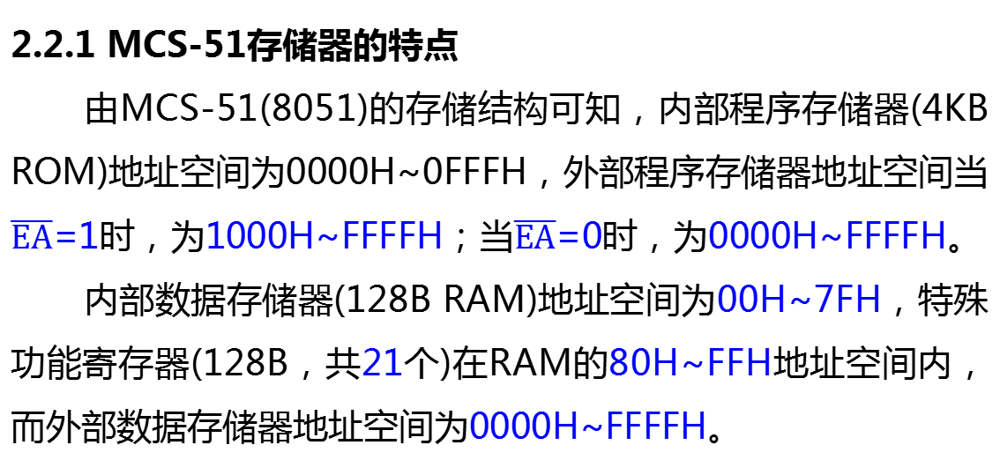 2.2.1 MCS-51存储器的特点
由MCS-51(8051)的存储结构可知，内部程序存储器(4KB
ROM)地址空间为0000H~0FFFH，外部程序存储器地址空间当
E̅A̅=1时，为1000H~FFFFH；当E̅A̅=0时，为0000H~FFFFH。
内部数据存储器(128B RAM)地址空间为00H~7FH，特殊
功能寄存器(128B，共21个)在RAM的80H~FFH地址空间内，
而外部数据存储器地址空间为0000H~FFFFH。